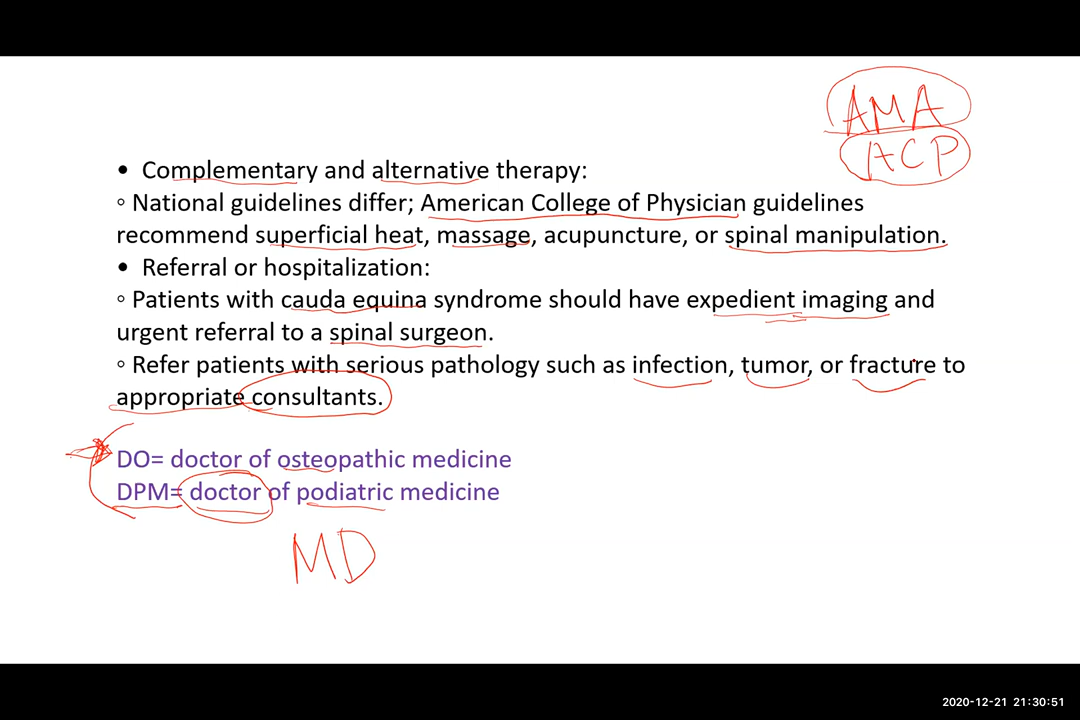 AMA
ACP
• Complementary and alternative therapy:
◦ National guidelines differ; American College of Physician guidelines
recommend superficial heat, massage, acupuncture, or spinal manipulation.
• Referral or hospitalization:
◦ Patients with cauda equina syndrome should have expedient imaging and
urgent referral to a spinal surgeon.
◦ Refer patients with serious pathology such as infection, tumor, or fracture to
appropriate consultants.
DO= doctor of osteopathic medicine
DPM= doctor of podiatric medicine
MD
2020-12-21 21:30:51